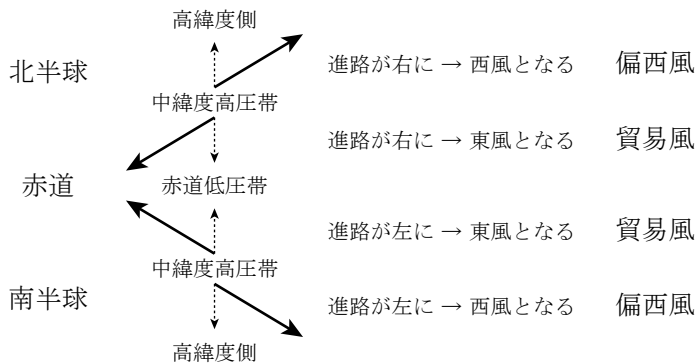 高緯度側
北半球
進路が右に → 西風となる 偏西風
中緯度高圧帯
進路が右に → 東風となる 貿易風
赤道 赤道低圧帯
進路が左に → 東風となる 貿易風
中緯度高圧帯
南半球
進路が左に → 西風となる 偏西風
高緯度側